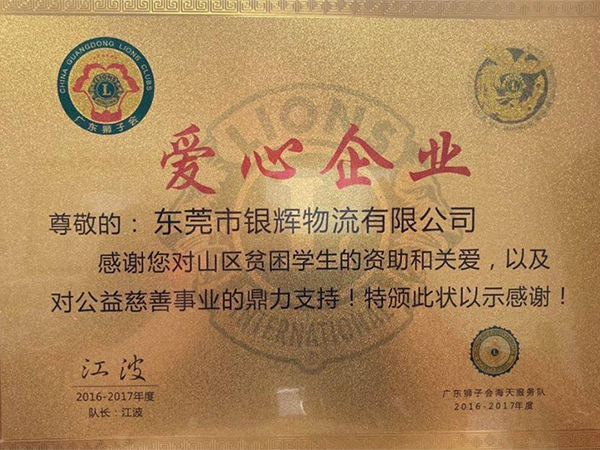 CHINA GUANGDONG LIONS CLUBS
LIONS
L
广东狮子会
LIONS
INTERNATIONAL
爱心企业
尊敬的：东莞市银辉物流有限公司
感谢您对山区贫困学生的资助和关爱，以及
对公益慈善事业的鼎力支持！特颁此状以示感谢！
江波
2016-2017年度
队长：江波
广东狮子会海天服务队
2016-2017年度